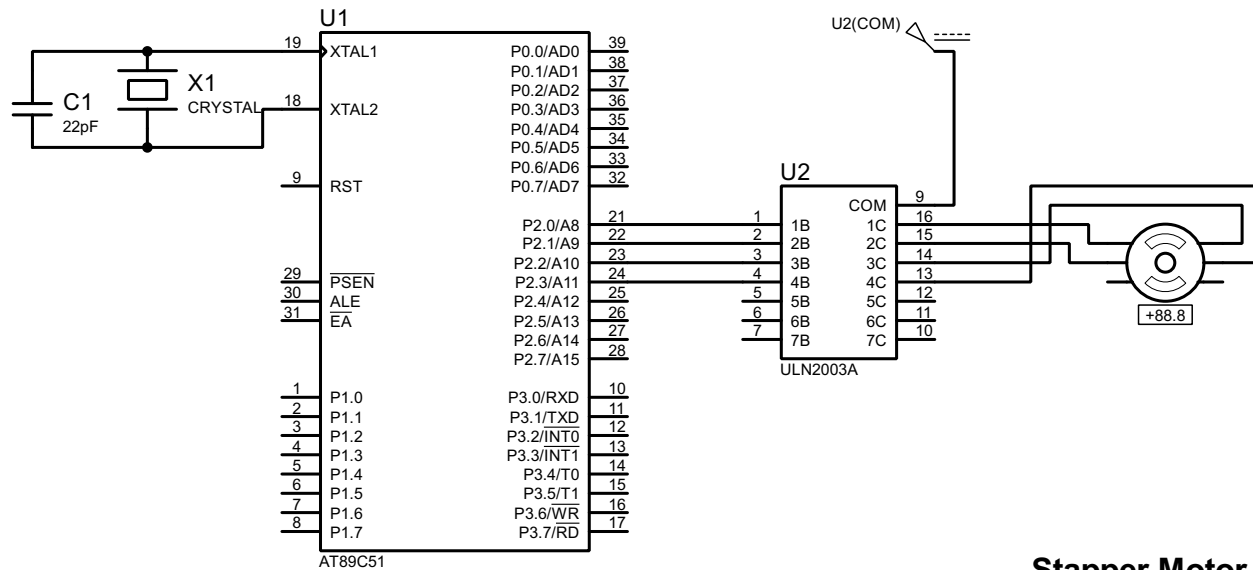 U1
19 XTAL1
18 XTAL2
9 RST
29 PSEN
30 ALE
31 EA
1 P1.0
2 P1.1
3 P1.2
4 P1.3
5 P1.4
6 P1.5
7 P1.6
8 P1.7
P0.0/AD0 39
P0.1/AD1 38
P0.2/AD2 37
P0.3/AD3 36
P0.4/AD4 35
P0.5/AD5 34
P0.6/AD6 33
P0.7/AD7 32
P2.0/A8 21
P2.1/A9 22
P2.2/A10 23
P2.3/A11 24
P2.4/A12 25
P2.5/A13 26
P2.6/A14 27
P2.7/A15 28
P3.0/RXD 10
P3.1/TXD 11
P3.2/INT0 12
P3.3/INT1 13
P3.4/T0 14
P3.5/T1 15
P3.6/WR 16
P3.7/RD 17
AT89C51
C1
22pF
X1
CRYSTAL
U2(COM)
U2
1 1B
2 2B
3 3B
4 4B
5 5B
6 6B
7 7B
COM 9
1C 16
2C 15
3C 14
4C 13
5C 12
6C 11
7C 10
ULN2003A
+88.8
Stapper Motor